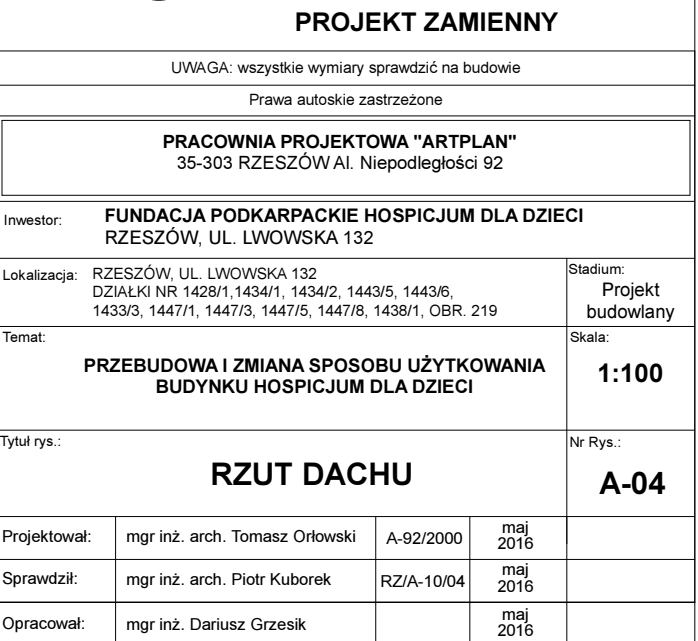 PROJEKT ZAMIENNY
UWAGA: wszystkie wymiary sprawdzić na budowie
Prawa autoskie zastrzeżone
PRACOWNIA PROJEKTOWA "ARTPLAN"
35-303 RZESZÓW Al. Niepodległości 92
Inwestor: FUNDACJA PODKARPACKIE HOSPICJUM DLA DZIECI
RZESZÓW, UL. LWOWSKA 132
Lokalizacja: RZESZÓW, UL. LWOWSKA 132
DZIAŁKI NR 1428/1,1434/1, 1434/2, 1443/5, 1443/6,
1433/3, 1447/1, 1447/3, 1447/5, 1447/8, 1438/1, OBR. 219
Stadium:
Projekt
budowlany
Temat:
PRZEBUDOWA I ZMIANA SPOSOBU UŻYTKOWANIA
BUDYNKU HOSPICJUM DLA DZIECI
Skala:
1:100
Tytuł rys.:
RZUT DACHU
Nr Rys.:
A-04
Projektował: mgr inż. arch. Tomasz Orłowski A-92/2000 maj 2016
Sprawdził: mgr inż. arch. Piotr Kuborek RZ/A-10/04 maj 2016
Opracował: mgr inż. Dariusz Grzesik maj 2016